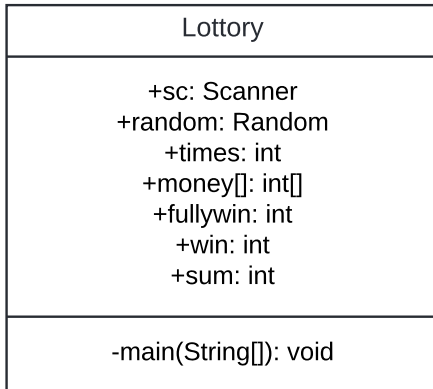 Lottory
+sc: Scanner
+random: Random
+times: int
+money[]: int[]
+fullywin: int
+win: int
+sum: int
-main(String[]): void